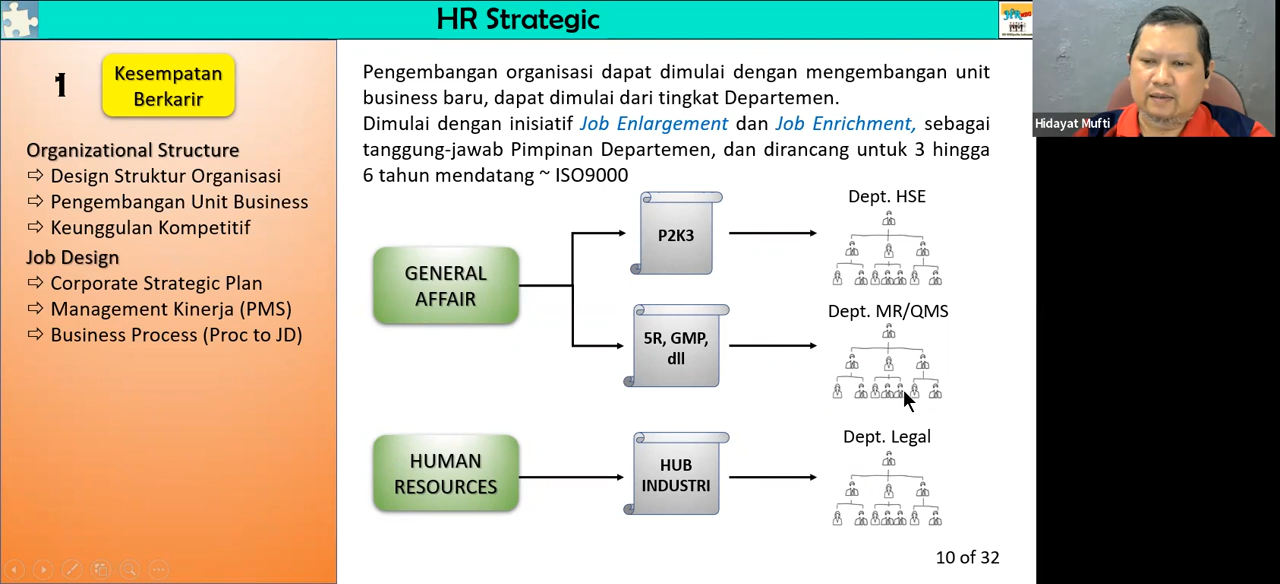 HR Strategic
1
Kesempatan
Berkarir
Organizational Structure
⇨ Design Struktur Organisasi
⇨ Pengembangan Unit Business
⇨ Keunggulan Kompetitif
Job Design
⇨ Corporate Strategic Plan
⇨ Management Kinerja (PMS)
⇨ Business Process (Proc to JD)
Pengembangan organisasi dapat dimulai dengan mengembangan unit
business baru, dapat dimulai dari tingkat Departemen.
Dimulai dengan inisiatif Job Enlargement dan Job Enrichment, sebagai
tanggung-jawab Pimpinan Departemen, dan dirancang untuk 3 hingga
6 tahun mendatang ~ ISO9000
GENERAL
AFFAIR
P2K3
Dept. HSE
5R, GMP,
dll
Dept. MR/QMS
HUMAN
RESOURCES
HUB
INDUSTRI
Dept. Legal
10 of 32
Hidayat Mufti